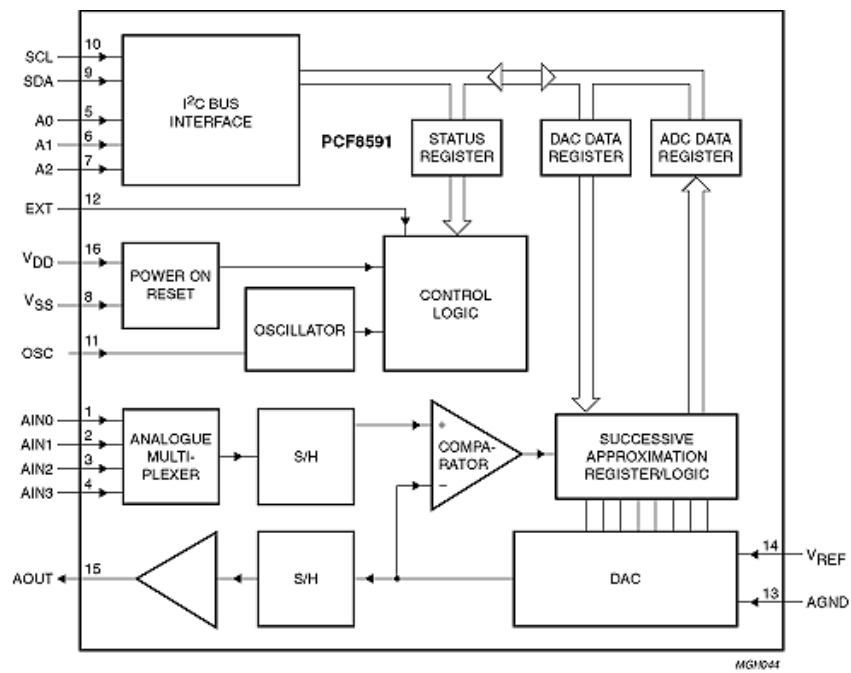 SCL 10
SDA 9
A0 5
A1 6
A2 7
I²C BUS
INTERFACE
PCF8591
STATUS
REGISTER
DAC DATA
REGISTER
ADC DATA
REGISTER
EXT 12
VDD 16
VSS 8
POWER ON
RESET
OSCILLATOR
OSC 11
CONTROL
LOGIC
AIN0 1
AIN1 2
AIN2 3
AIN3 4
ANALOGUE
MULTI-
PLEXER
S/H
+
COMPA-
RATOR
−
SUCCESSIVE
APPROXIMATION
REGISTER/LOGIC
AOUT 15
S/H
DAC
14 VREF
13 AGND
MGH044